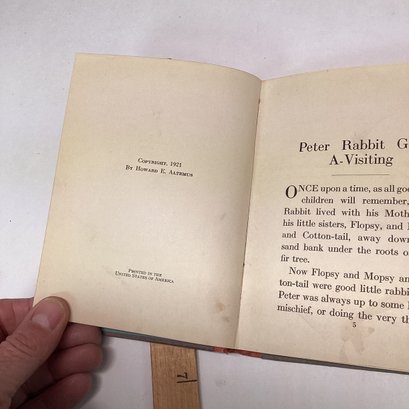 Copyright, 1921
By Howard E. Altemus
Printed in the
United States of America
Peter Rabbit G
A-Visiting
ONCE upon a time, as all goo
children will remember,
Rabbit lived with his Moth
his little sisters, Flopsy, and
and Cotton-tail, away down
sand bank under the roots o
fir tree.
Now Flopsy and Mopsy an
ton-tail were good little rabbi
Peter was always up to some
mischief, or doing the very th
5
7